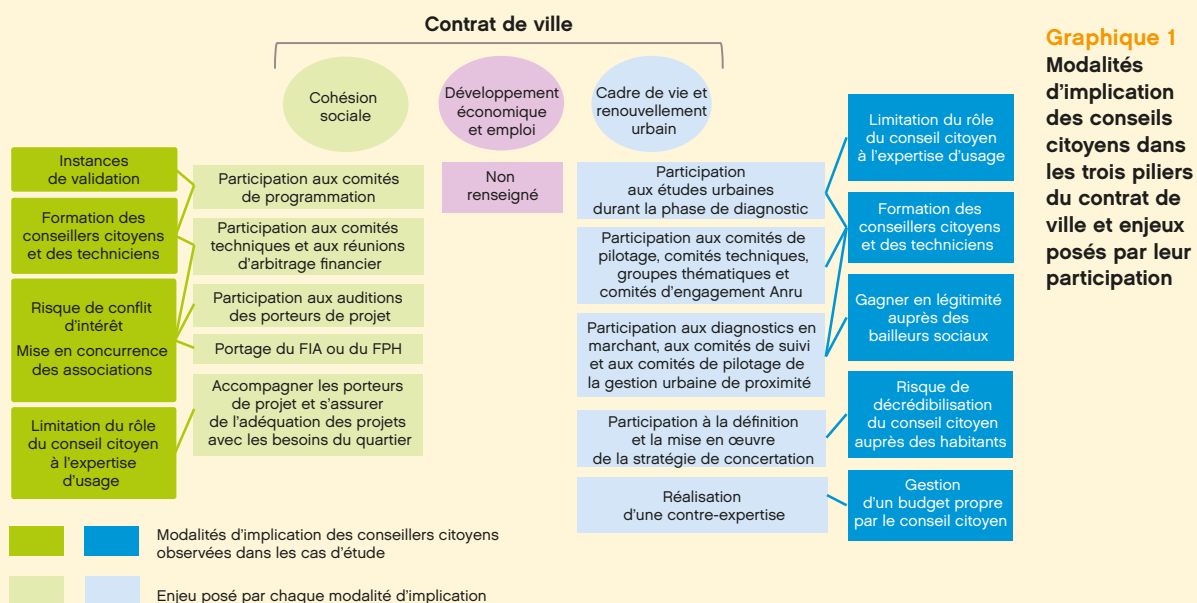 Contrat de ville
Graphique 1
Modalités
d'implication
des conseils
citoyens dans
les trois piliers
du contrat de
ville et enjeux
posés par leur
participation
Cohésion
sociale
Développement
économique
et emploi
Cadre de vie et
renouvellement
urbain
Instances
de validation
Formation des
conseillers citoyens
et des techniciens
Risque de conflit
d'intérêt
Mise en concurrence
des associations
Limitation du rôle
du conseil citoyen
à l'expertise
d'usage
Participation aux comités
de programmation
Participation aux comités
techniques et aux réunions
d'arbitrage financier
Participation aux auditions
des porteurs de projet
Portage du FIA ou du FPH
Accompagner les porteurs
de projet et s'assurer
de l'adéquation des projets
avec les besoins du quartier
Non
renseigné
Participation
aux études urbaines
durant la phase de diagnostic
Participation aux comités de
pilotage, comités techniques,
groupes thématiques et
comités d'engagement Anru
Participation aux diagnostics en
marchant, aux comités de suivi
et aux comités de pilotage de
la gestion urbaine de proximité
Participation à la définition
et la mise en œuvre
de la stratégie de concertation
Réalisation
d'une contre-expertise
Limitation du rôle
du conseil citoyen
à l'expertise d'usage
Formation des
conseillers citoyens
et des techniciens
Gagner en légitimité
auprès des
bailleurs sociaux
Risque de
décrédibilisation
du conseil citoyen
auprès des habitants
Gestion
d'un budget propre
par le conseil citoyen
Modalités d'implication des conseillers citoyens
observées dans les cas d'étude
Enjeu posé par chaque modalité d'implication